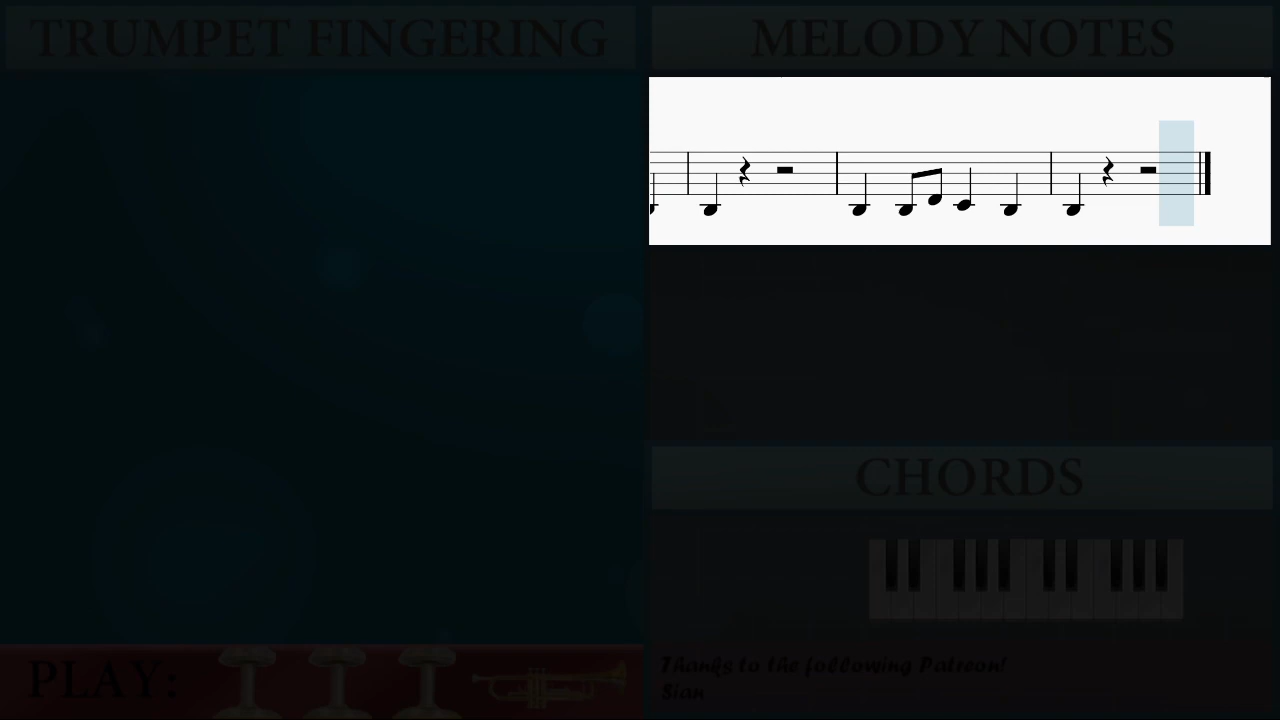 TRUMPET FINGERING
MELODY NOTES
CHORDS
PLAY:
Thanks to the following Patreon!
Sian